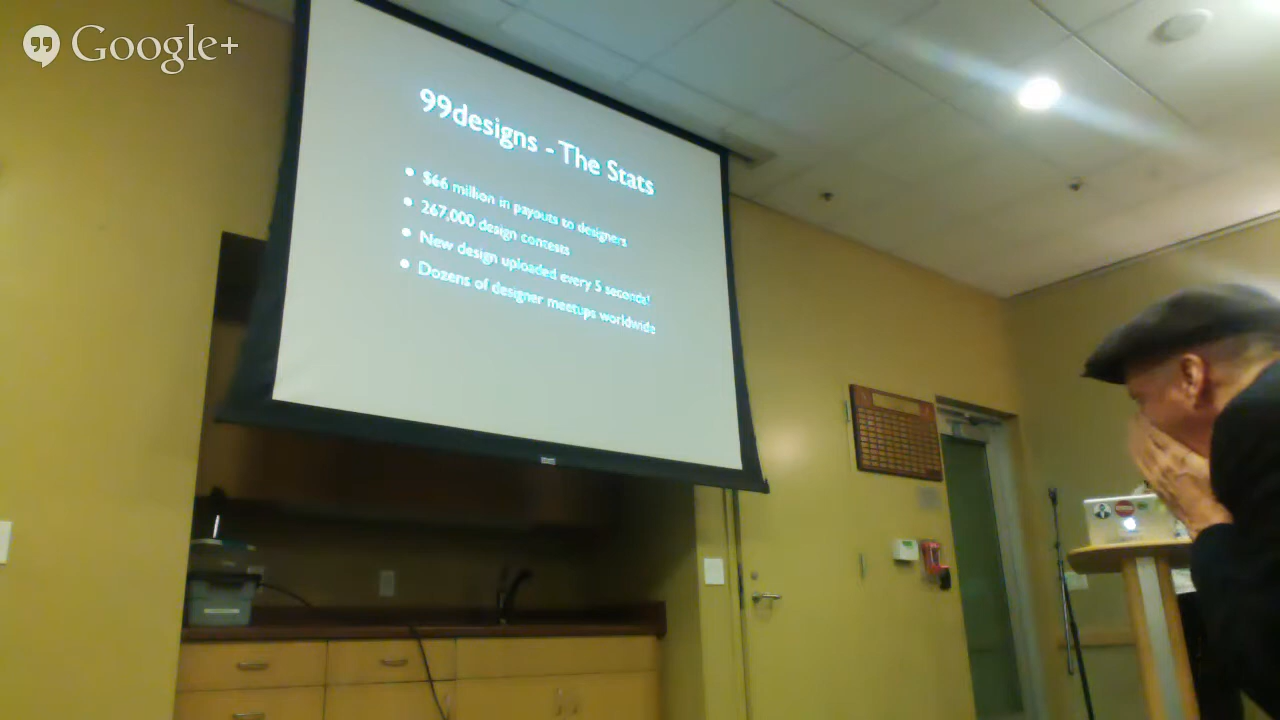 Google+
99designs - The Stats
• $66 million in payouts to designers
• 267,000 design contests
• New design uploaded every 5 seconds!
• Dozens of designer meetups worldwide